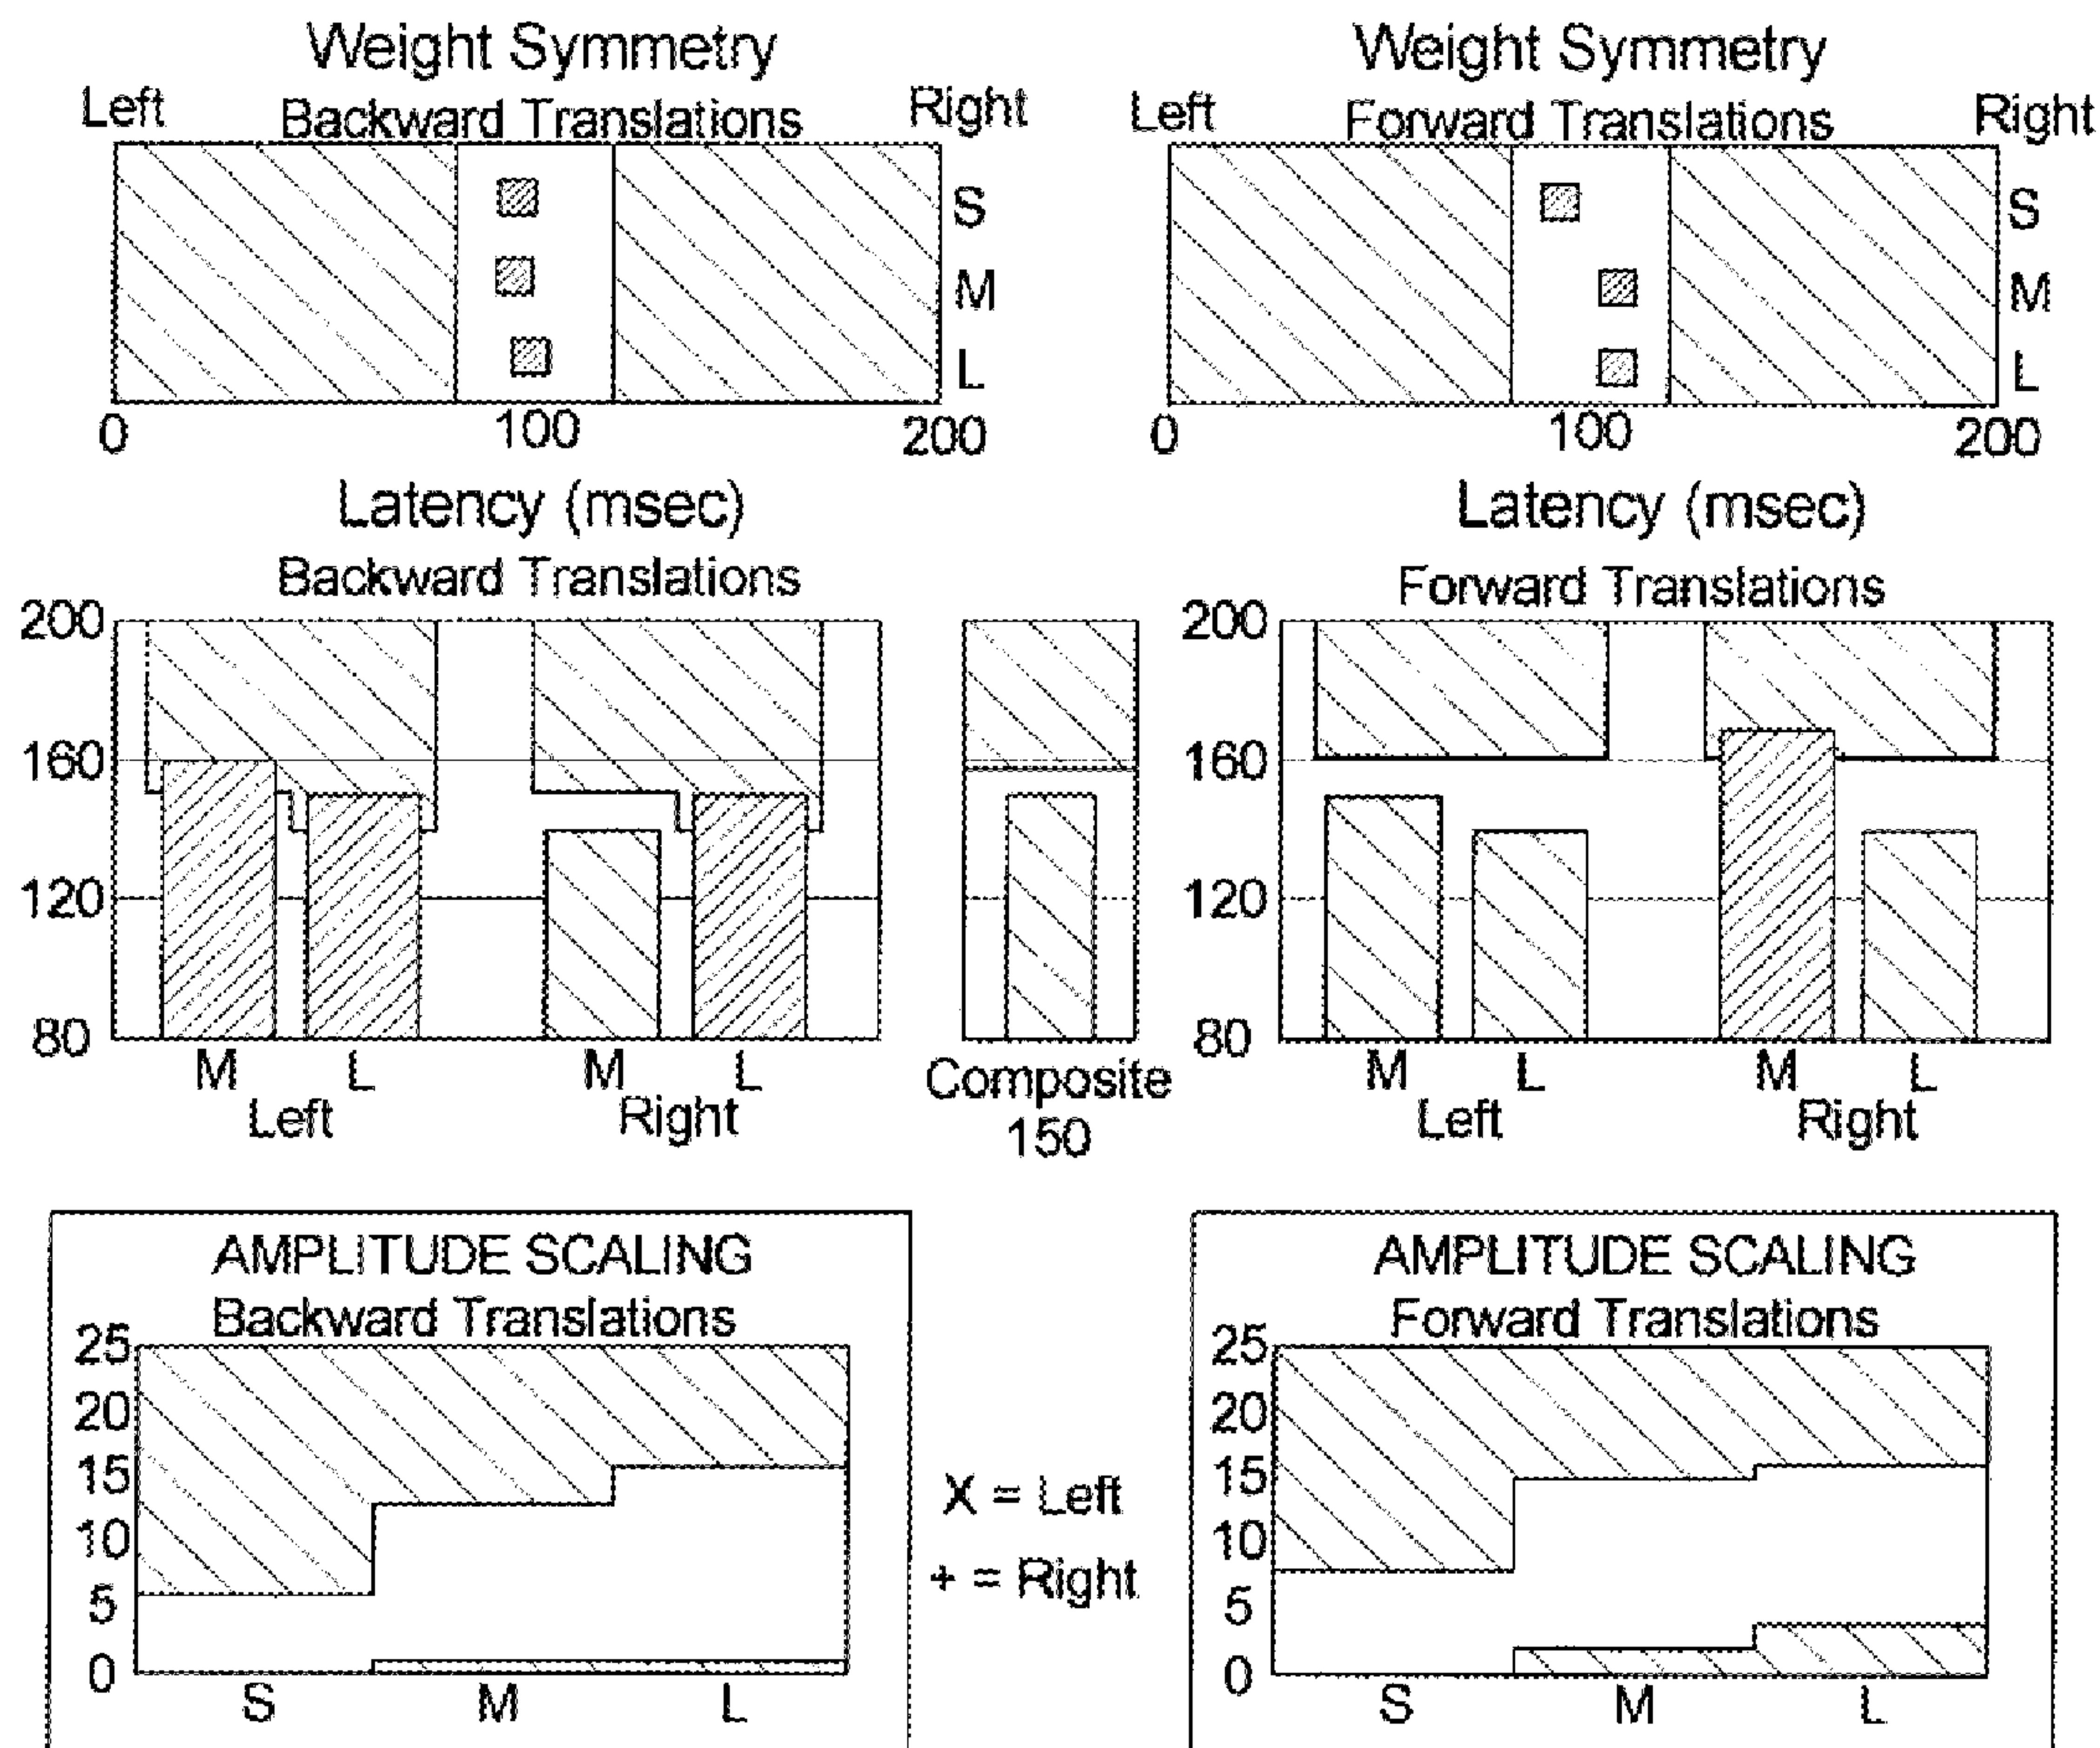 Weight Symmetry
Left Backward Translations Right
S
M
L
0 100 200
Weight Symmetry
Left Forward Translations Right
S
M
L
0 100 200
Latency (msec)
Backward Translations
200
160
120
80
M L M L
Left Right
Composite
150
Latency (msec)
Forward Translations
200
160
120
80
M L M L
Left Right
AMPLITUDE SCALING
Backward Translations
25
20
15
10
5
0
S M L
X = Left
+ = Right
AMPLITUDE SCALING
Forward Translations
25
20
15
10
5
0
S M L